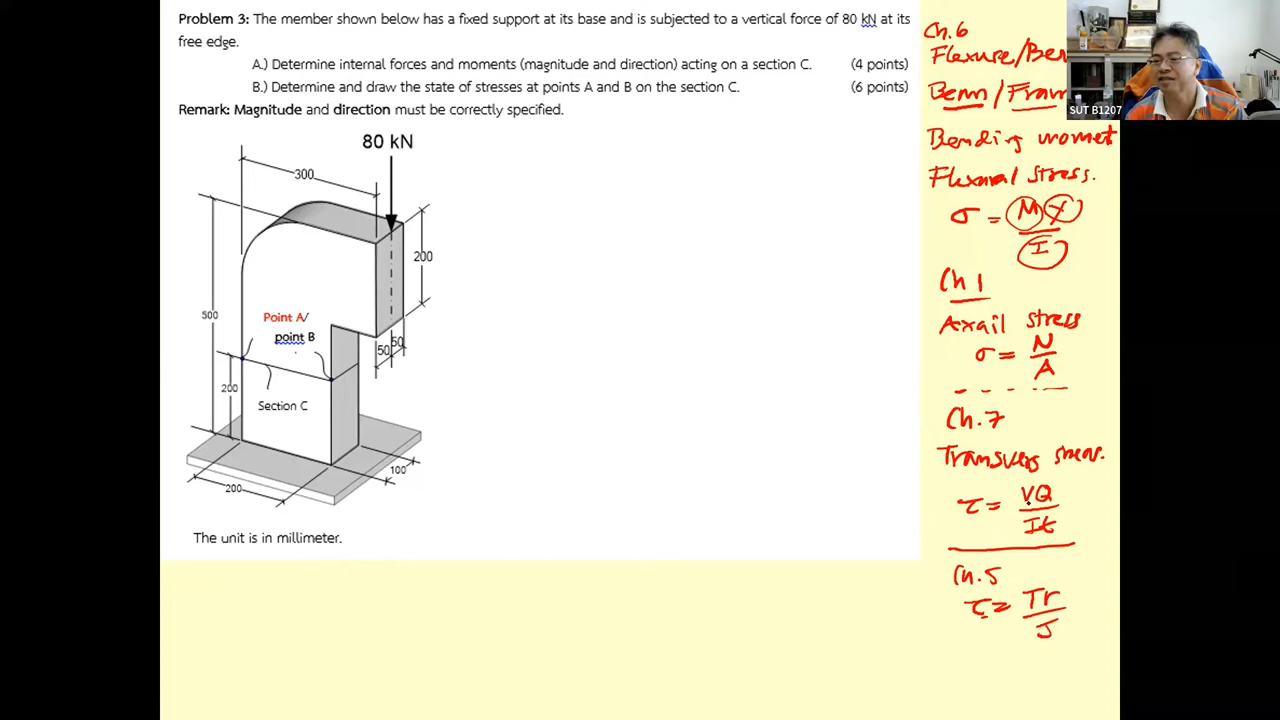 Problem 3: The member shown below has a fixed support at its base and is subjected to a vertical force of 80 kN at its
free edge.
A.) Determine internal forces and moments (magnitude and direction) acting on a section C. (4 points)
B.) Determine and draw the state of stresses at points A and B on the section C. (6 points)
Remark: Magnitude and direction must be correctly specified.
80 kN
300
200
500
Point A/
point B
50
50
200
Section C
100
200
The unit is in millimeter.
Ch.6
Flexure/Ben
Beam/Fram
SUT B1207
Bending moment
Flexural stress.
σ = MY
I
Ch 1
Axail stress
σ = N
A
Ch.7
Transvers shear.
τ = VQ
It
Ch.5
τ = Tr
J